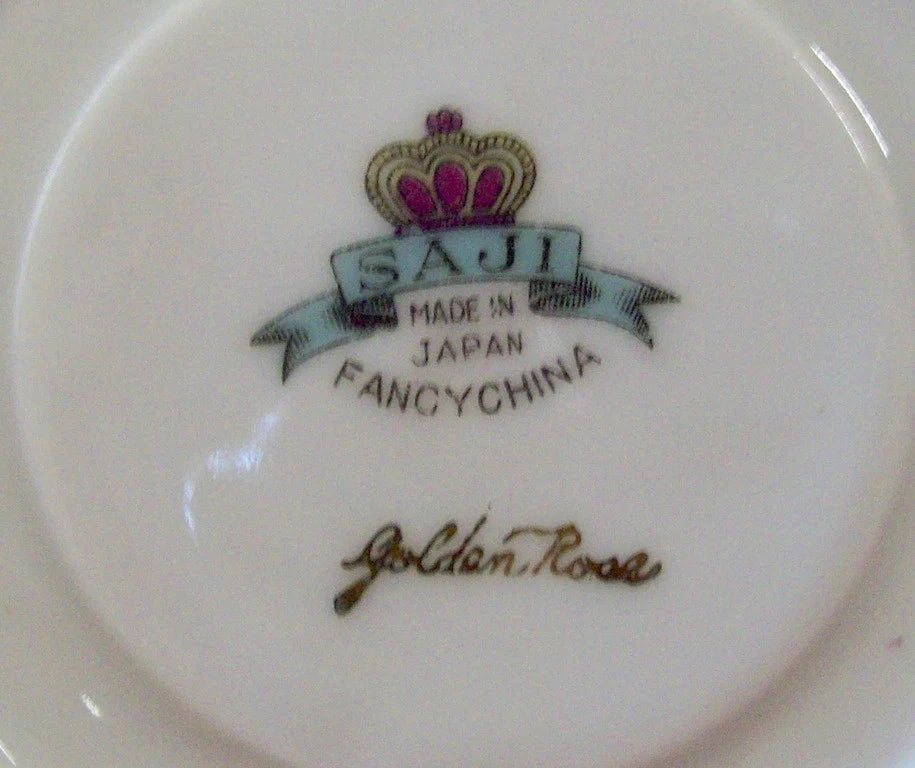 SAJI
MADE IN
JAPAN
FANCYCHINA
Golden Rose